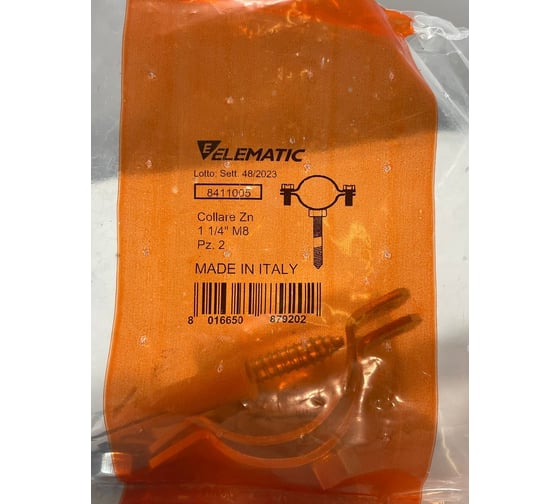 ELEMATIC
Lotto: Sett. 48/2023
8411005
Collare Zn
1 1/4" M8
Pz. 2
MADE IN ITALY
8 016650 879202